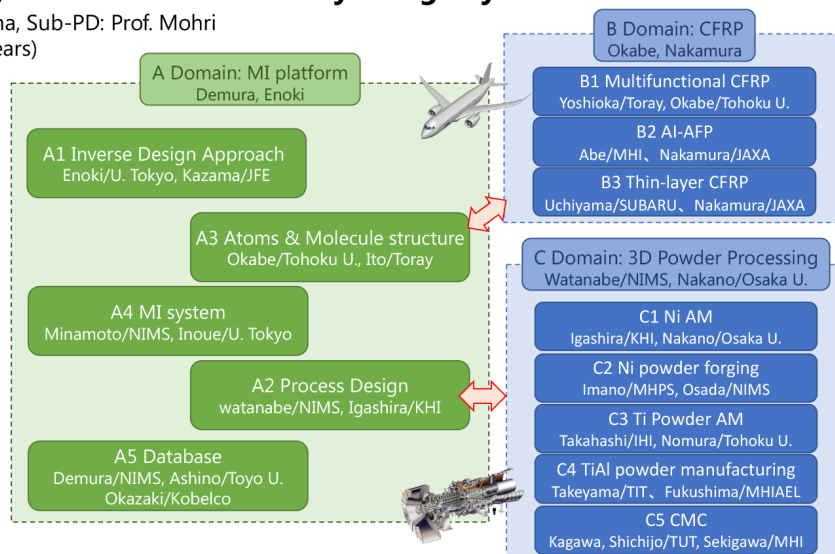 na, Sub-PD: Prof. Mohri
ears)
A Domain: MI platform
Demura, Enoki
A1 Inverse Design Approach
Enoki/U. Tokyo, Kazama/JFE
A3 Atoms & Molecule structure
Okabe/Tohoku U., Ito/Toray
A4 MI system
Minamoto/NIMS, Inoue/U. Tokyo
A2 Process Design
watanabe/NIMS, Igashira/KHI
A5 Database
Demura/NIMS, Ashino/Toyo U.
Okazaki/Kobelco
B Domain: CFRP
Okabe, Nakamura
B1 Multifunctional CFRP
Yoshioka/Toray, Okabe/Tohoku U.
B2 AI-AFP
Abe/MHI、Nakamura/JAXA
B3 Thin-layer CFRP
Uchiyama/SUBARU、Nakamura/JAXA
C Domain: 3D Powder Processing
Watanabe/NIMS, Nakano/Osaka U.
C1 Ni AM
Igashira/KHI, Nakano/Osaka U.
C2 Ni powder forging
Imano/MHPS, Osada/NIMS
C3 Ti Powder AM
Takahashi/IHI, Nomura/Tohoku U.
C4 TiAl powder manufacturing
Takeyama/TIT、Fukushima/MHIAEL
C5 CMC
Kagawa, Shichijo/TUT, Sekigawa/MHI